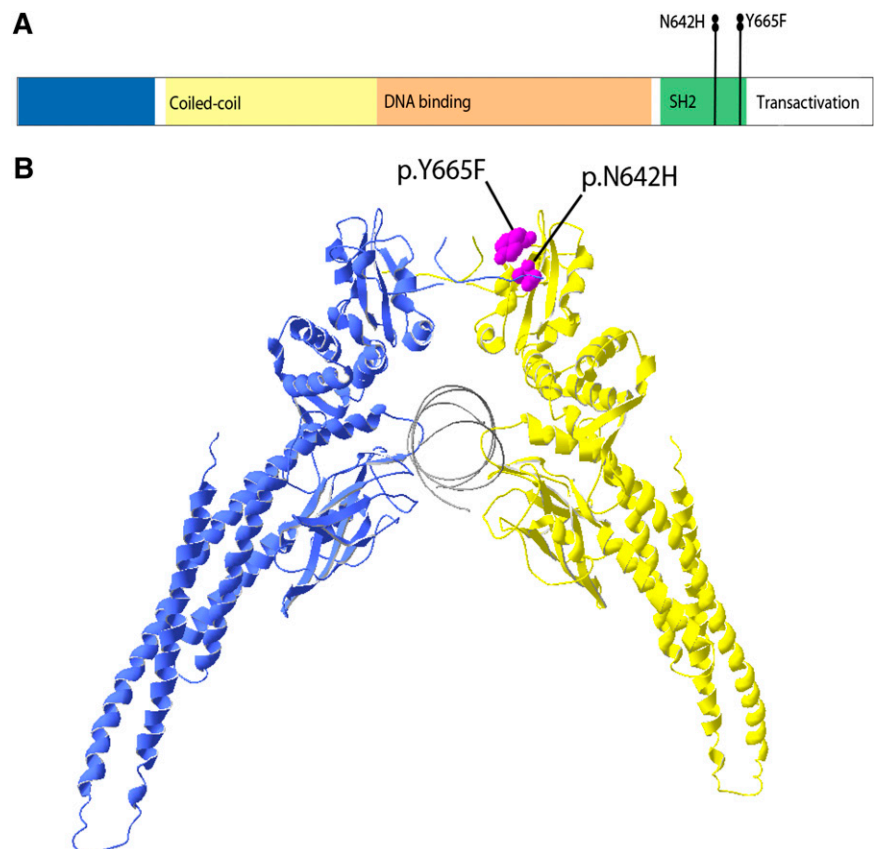 A
N642H Y665F
Coiled-coil DNA binding SH2 Transactivation
B
p.Y665F p.N642H